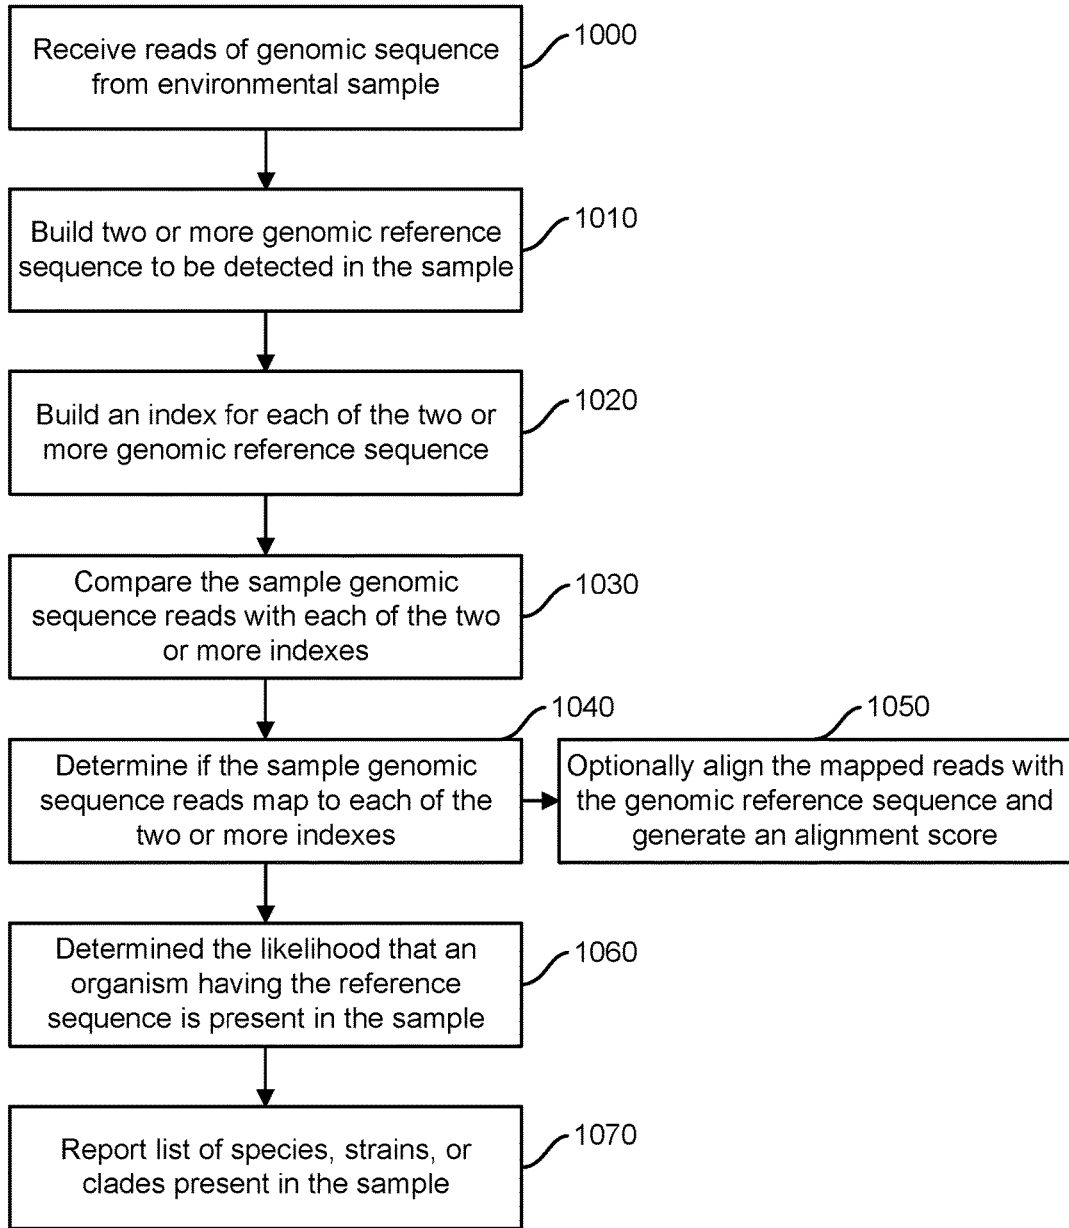 Receive reads of genomic sequence
from environmental sample
1000
Build two or more genomic reference
sequence to be detected in the sample
1010
Build an index for each of the two or
more genomic reference sequence
1020
Compare the sample genomic
sequence reads with each of the two
or more indexes
1030
Determine if the sample genomic
sequence reads map to each of the
two or more indexes
1040
Optionally align the mapped reads with
the genomic reference sequence and
generate an alignment score
1050
Determined the likelihood that an
organism having the reference
sequence is present in the sample
1060
Report list of species, strains, or
clades present in the sample
1070